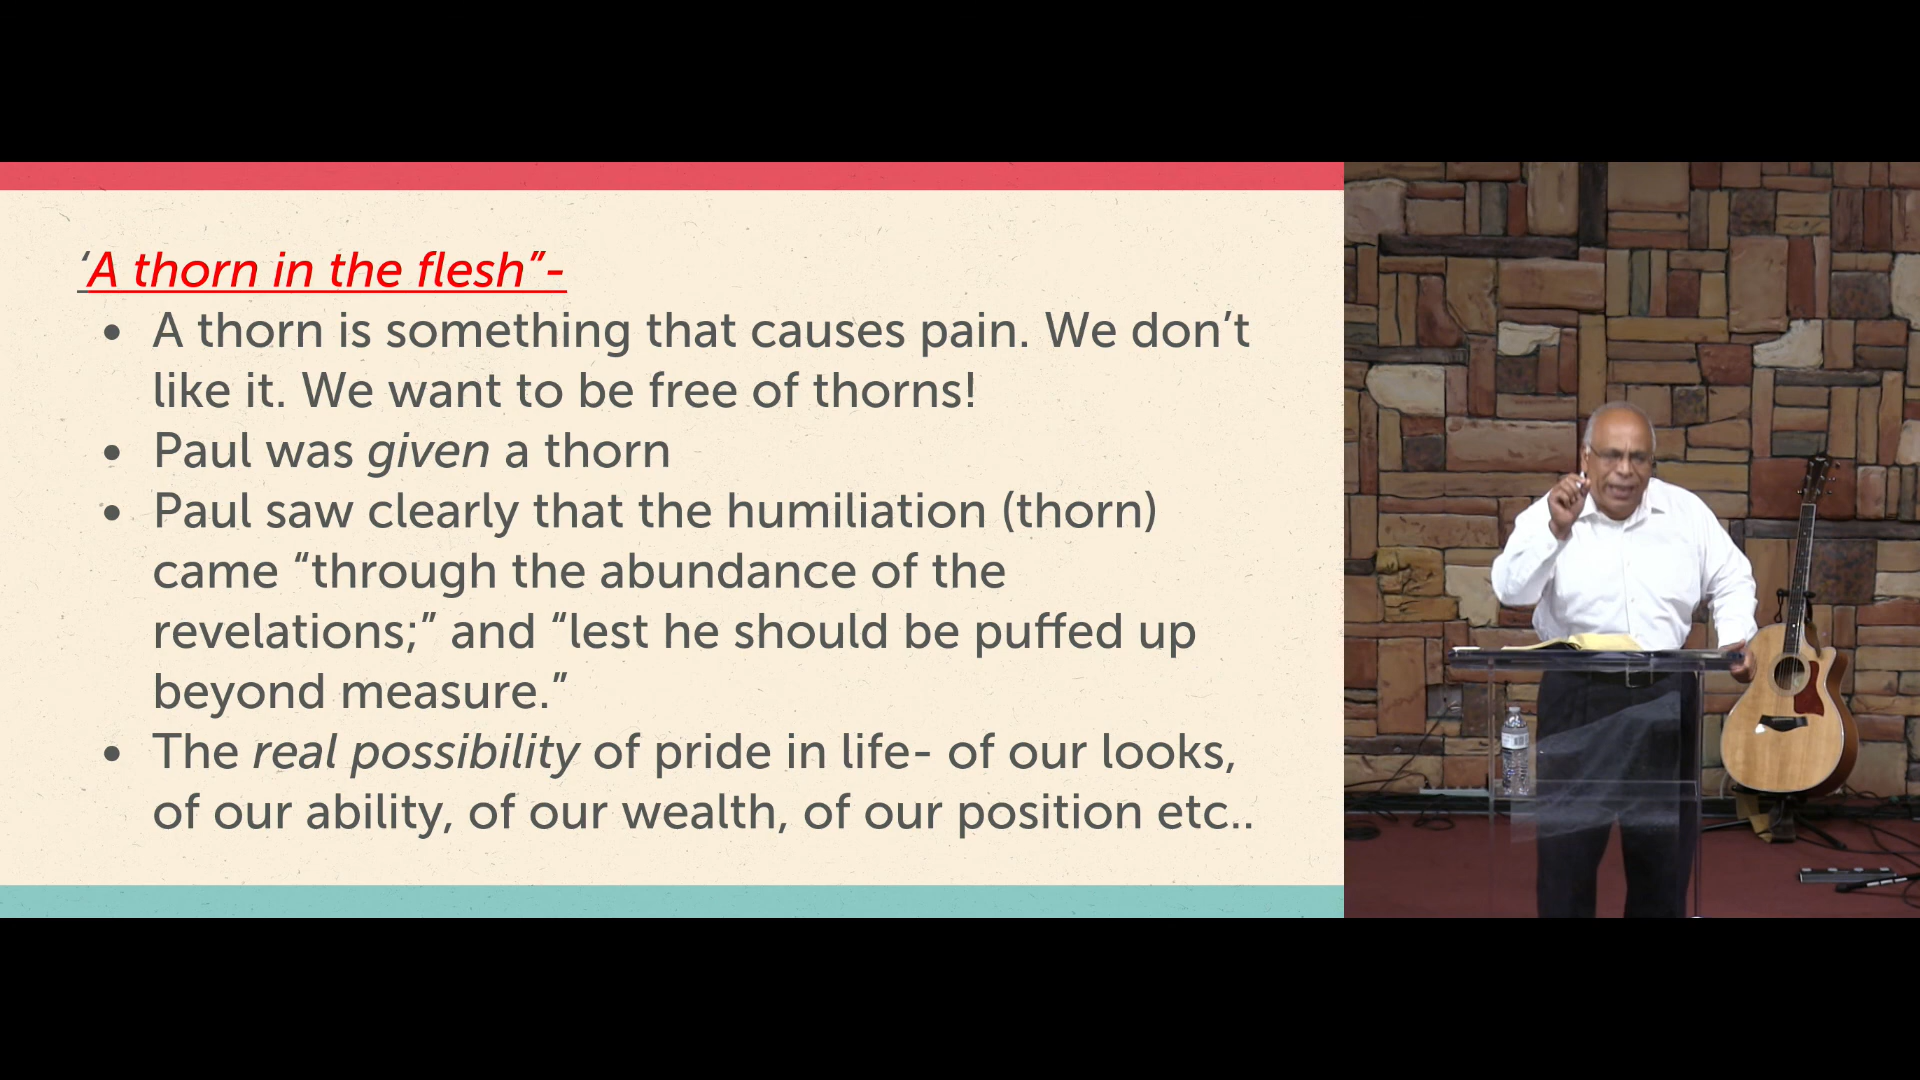 ‘A thorn in the flesh”-
• A thorn is something that causes pain. We don’t
like it. We want to be free of thorns!
• Paul was given a thorn
• Paul saw clearly that the humiliation (thorn)
came “through the abundance of the
revelations;” and “lest he should be puffed up
beyond measure.”
• The real possibility of pride in life- of our looks,
of our ability, of our wealth, of our position etc..